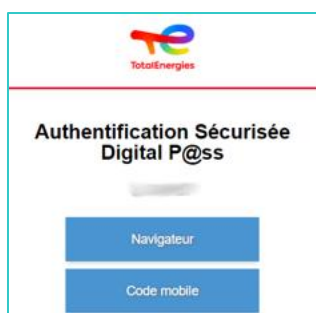 TotalEnergies
Authentification Sécurisée
Digital P@ss
Navigateur
Code mobile